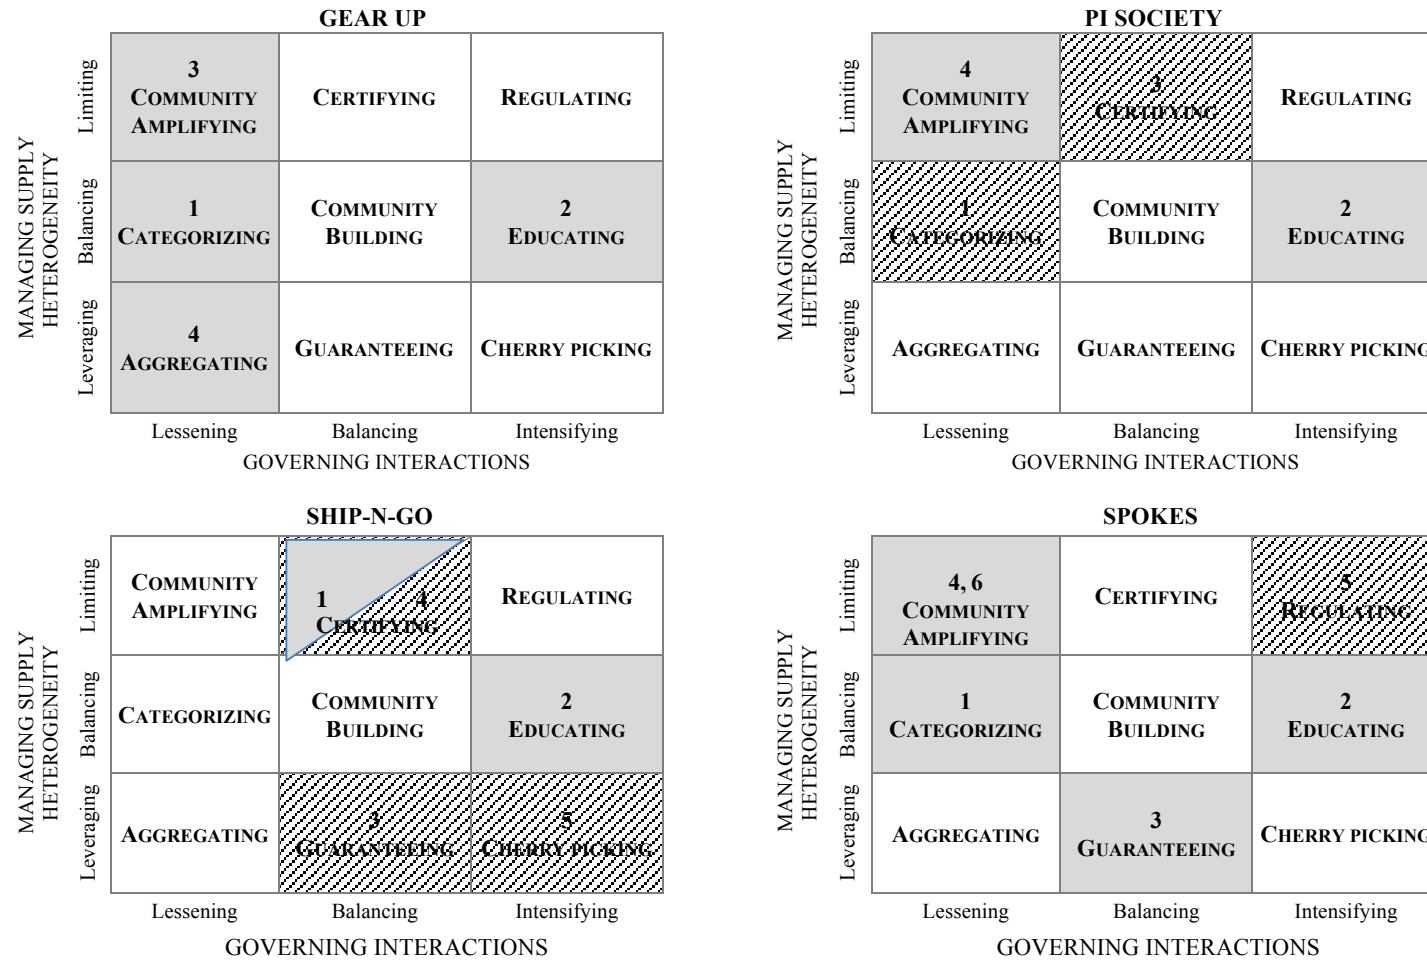 GEAR UP
MANAGING SUPPLY
HETEROGENEITY
Limiting
3
COMMUNITY
AMPLIFYING
CERTIFYING
REGULATING
Balancing
1
CATEGORIZING
COMMUNITY
BUILDING
2
EDUCATING
Leveraging
4
AGGREGATING
GUARANTEEING
CHERRY PICKING
Lessening
Balancing
Intensifying
GOVERNING INTERACTIONS
PI SOCIETY
MANAGING SUPPLY
HETEROGENEITY
Limiting
4
COMMUNITY
AMPLIFYING
3
CERTIFYING
REGULATING
Balancing
1
CATEGORIZING
COMMUNITY
BUILDING
2
EDUCATING
Leveraging
AGGREGATING
GUARANTEEING
CHERRY PICKING
Lessening
Balancing
Intensifying
GOVERNING INTERACTIONS
SHIP-N-GO
MANAGING SUPPLY
HETEROGENEITY
Limiting
COMMUNITY
AMPLIFYING
1 4
CERTIFYING
REGULATING
Balancing
CATEGORIZING
COMMUNITY
BUILDING
2
EDUCATING
Leveraging
AGGREGATING
3
GUARANTEEING
5
CHERRY PICKING
Lessening
Balancing
Intensifying
GOVERNING INTERACTIONS
SPOKES
MANAGING SUPPLY
HETEROGENEITY
Limiting
4, 6
COMMUNITY
AMPLIFYING
CERTIFYING
5
REGULATING
Balancing
1
CATEGORIZING
COMMUNITY
BUILDING
2
EDUCATING
Leveraging
AGGREGATING
3
GUARANTEEING
CHERRY PICKING
Lessening
Balancing
Intensifying
GOVERNING INTERACTIONS